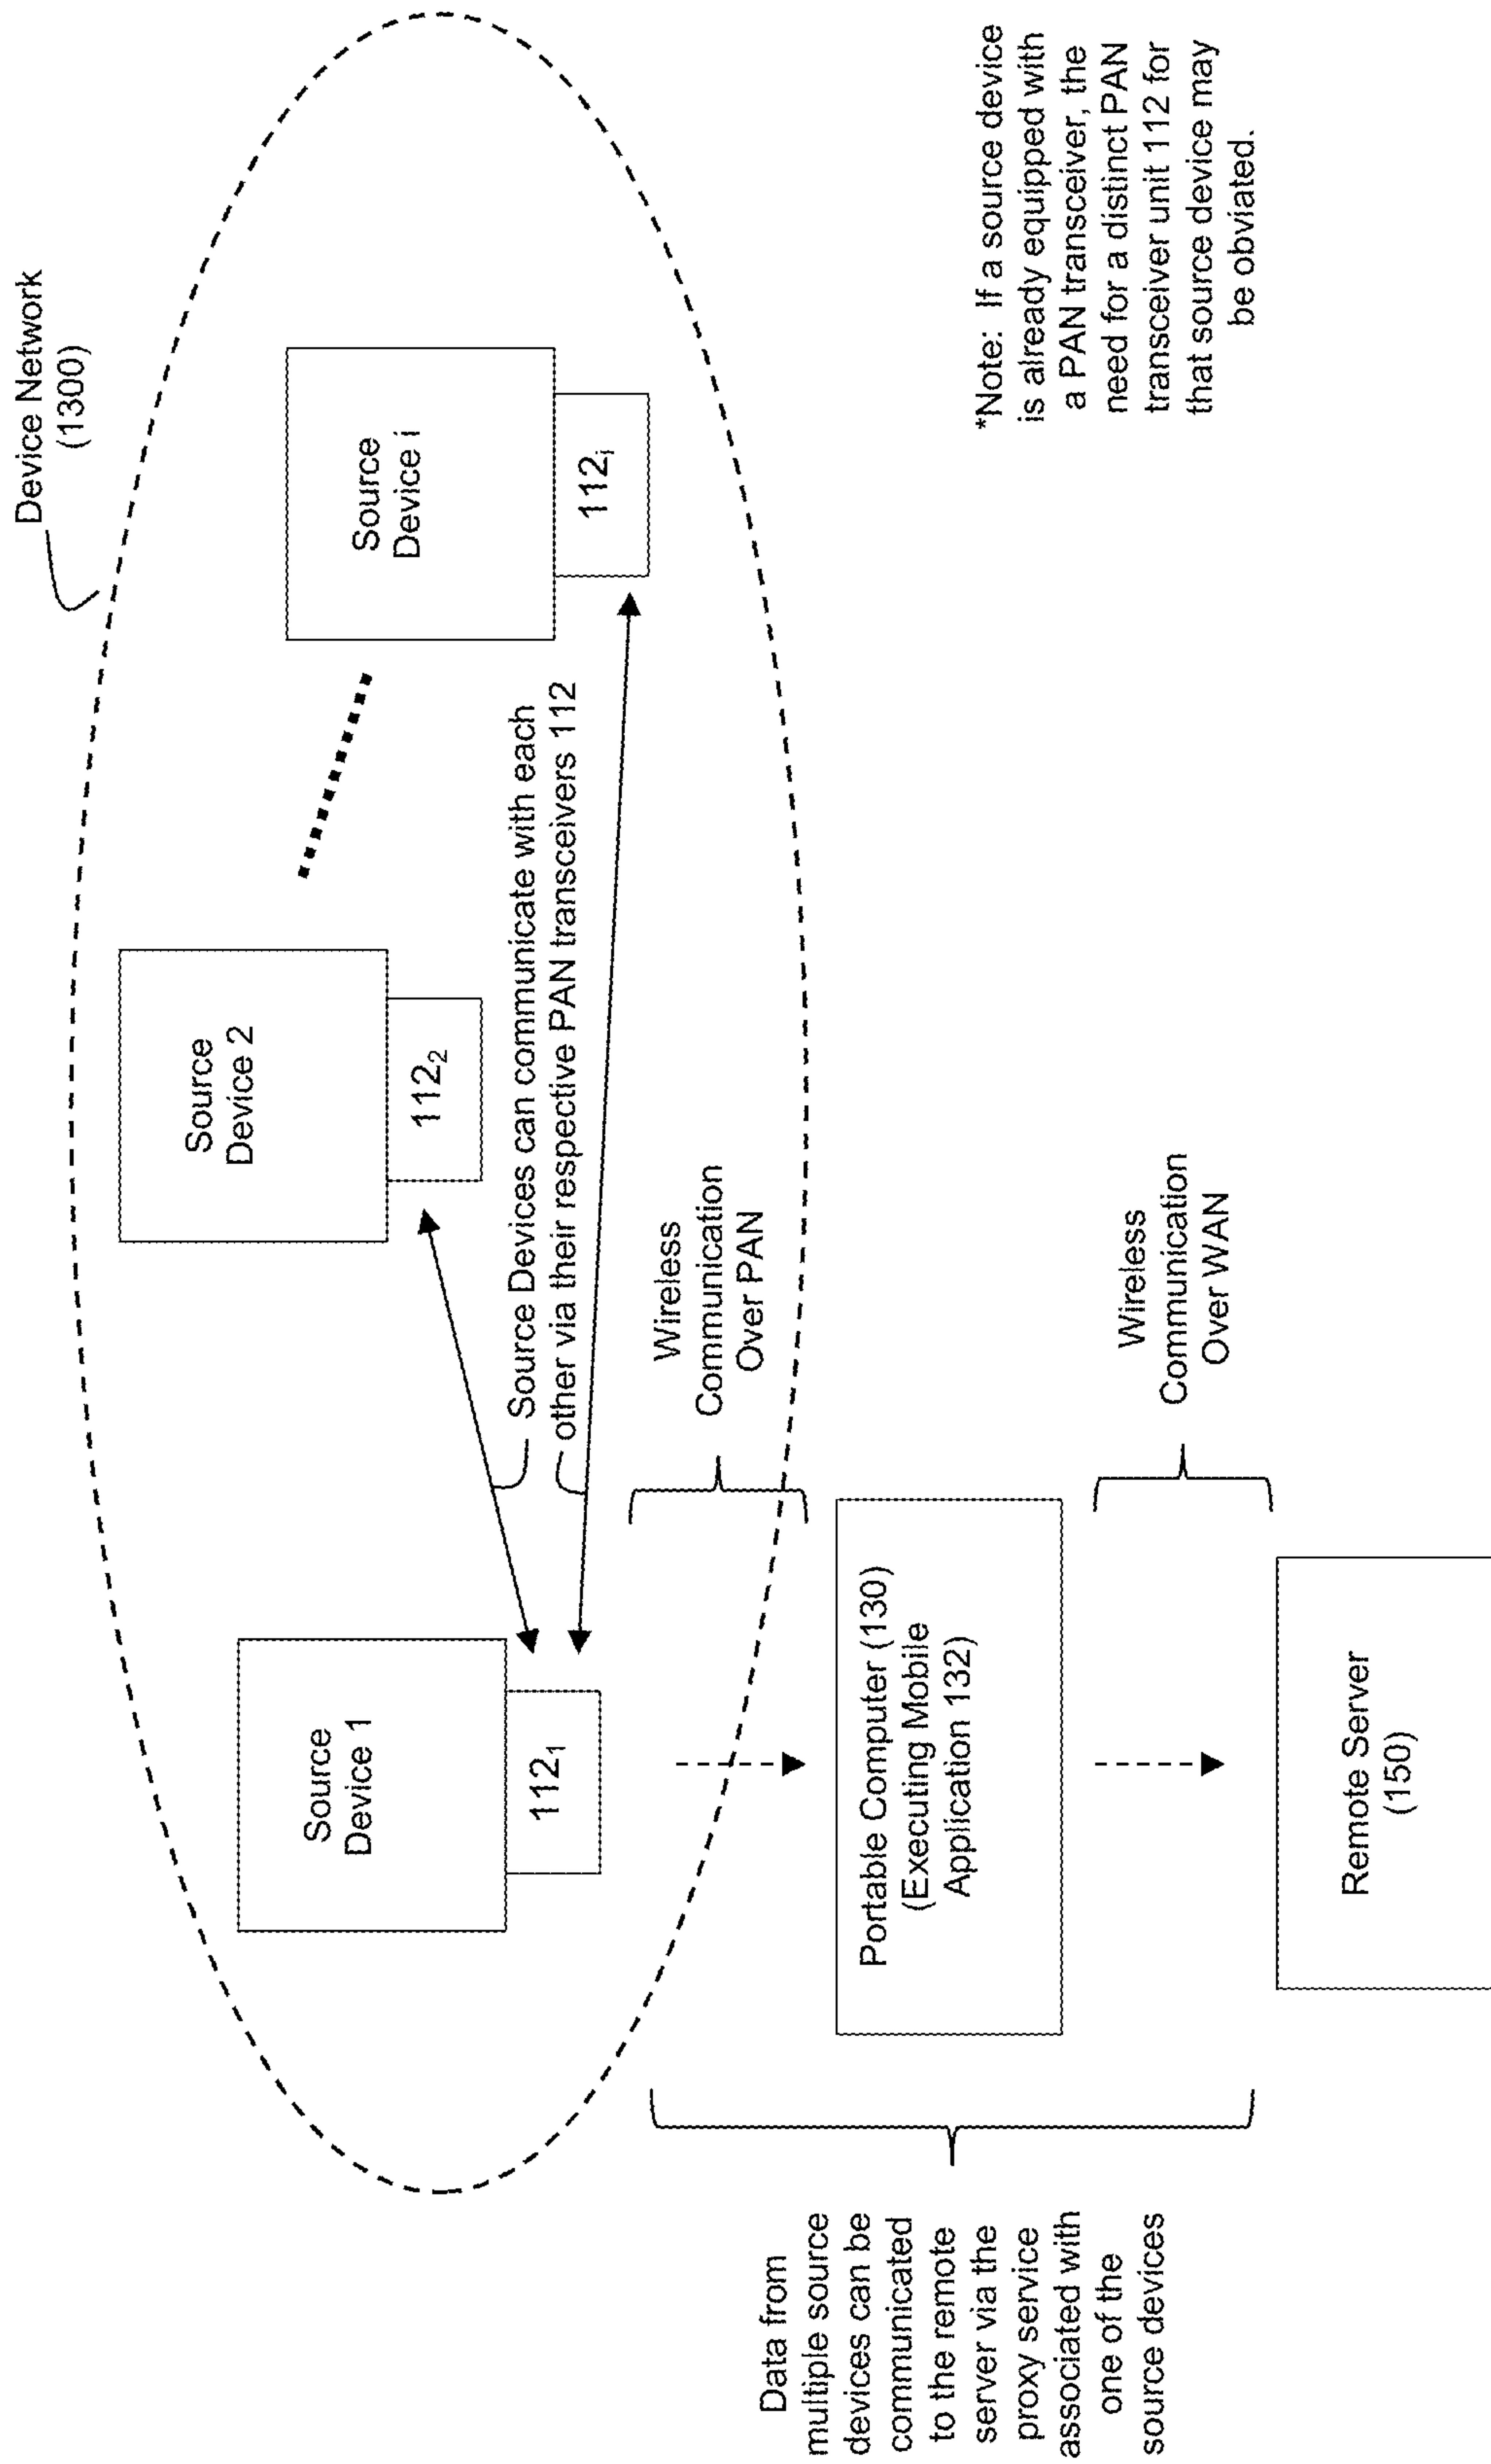 Device Network
(1300)
Source
Device 1
112₁
Source
Device 2
112₂
Source
Device i
112ᵢ
Source Devices can communicate with each
other via their respective PAN transceivers 112
Wireless
Communication
Over PAN
Portable Computer (130)
(Executing Mobile
Application 132)
Wireless
Communication
Over WAN
Remote Server
(150)
Data from
multiple source
devices can be
communicated
to the remote
server via the
proxy service
associated with
one of the
source devices
*Note: If a source device
is already equipped with
a PAN transceiver, the
need for a distinct PAN
transceiver unit 112 for
that source device may
be obviated.